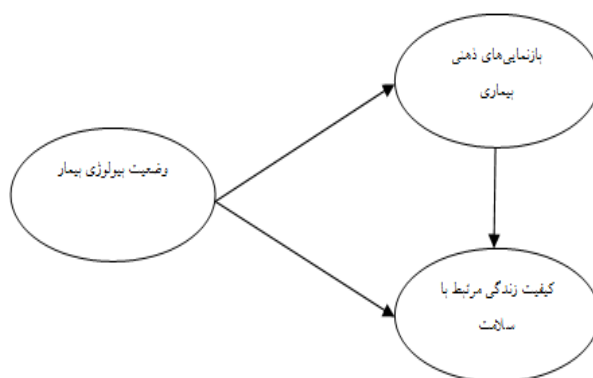 بازنمایی‌های ذهنی
بیماری
وضعیت بیولوژی بیمار
کیفیت زندگی مرتبط با
سلامت